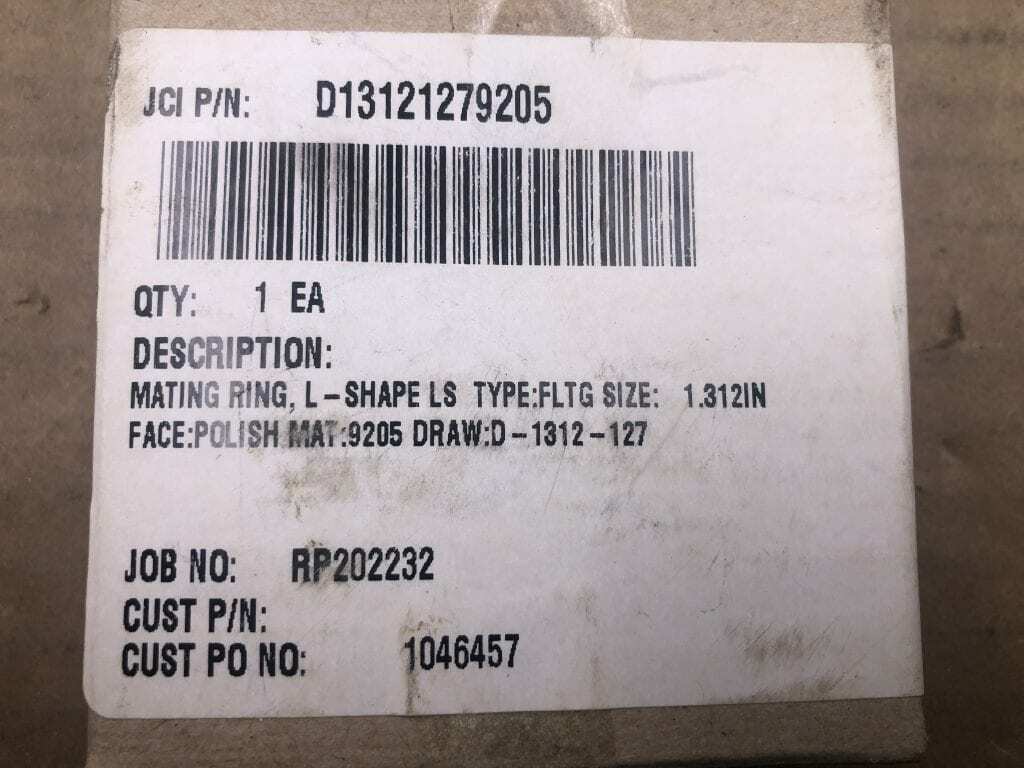 JCI P/N: D13121279205
QTY: 1 EA
DESCRIPTION:
MATING RING, L-SHAPE LS TYPE:FLTG SIZE: 1.312IN
FACE:POLISH MAT:9205 DRAW:D-1312-127
JOB NO: RP202232
CUST P/N:
CUST PO NO: 1046457